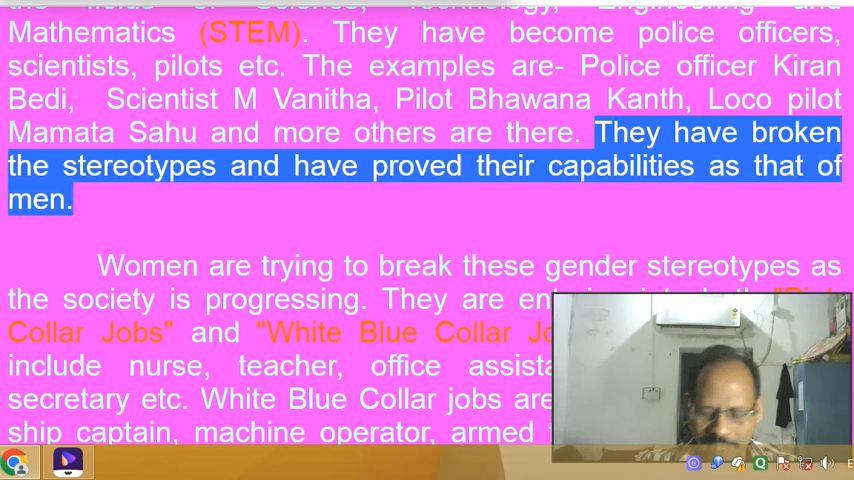 Mathematics (STEM). They have become police officers,
scientists, pilots etc. The examples are- Police officer Kiran
Bedi, Scientist M Vanitha, Pilot Bhawana Kanth, Loco pilot
Mamata Sahu and more others are there. They have broken
the stereotypes and have proved their capabilities as that of
men.
Women are trying to break these gender stereotypes as
the society is progressing. They are
Collar Jobs" and "White Blue Collar
include nurse, teacher, office
secretary etc. White Blue Collar jobs are
ship captain, machine operator, armed